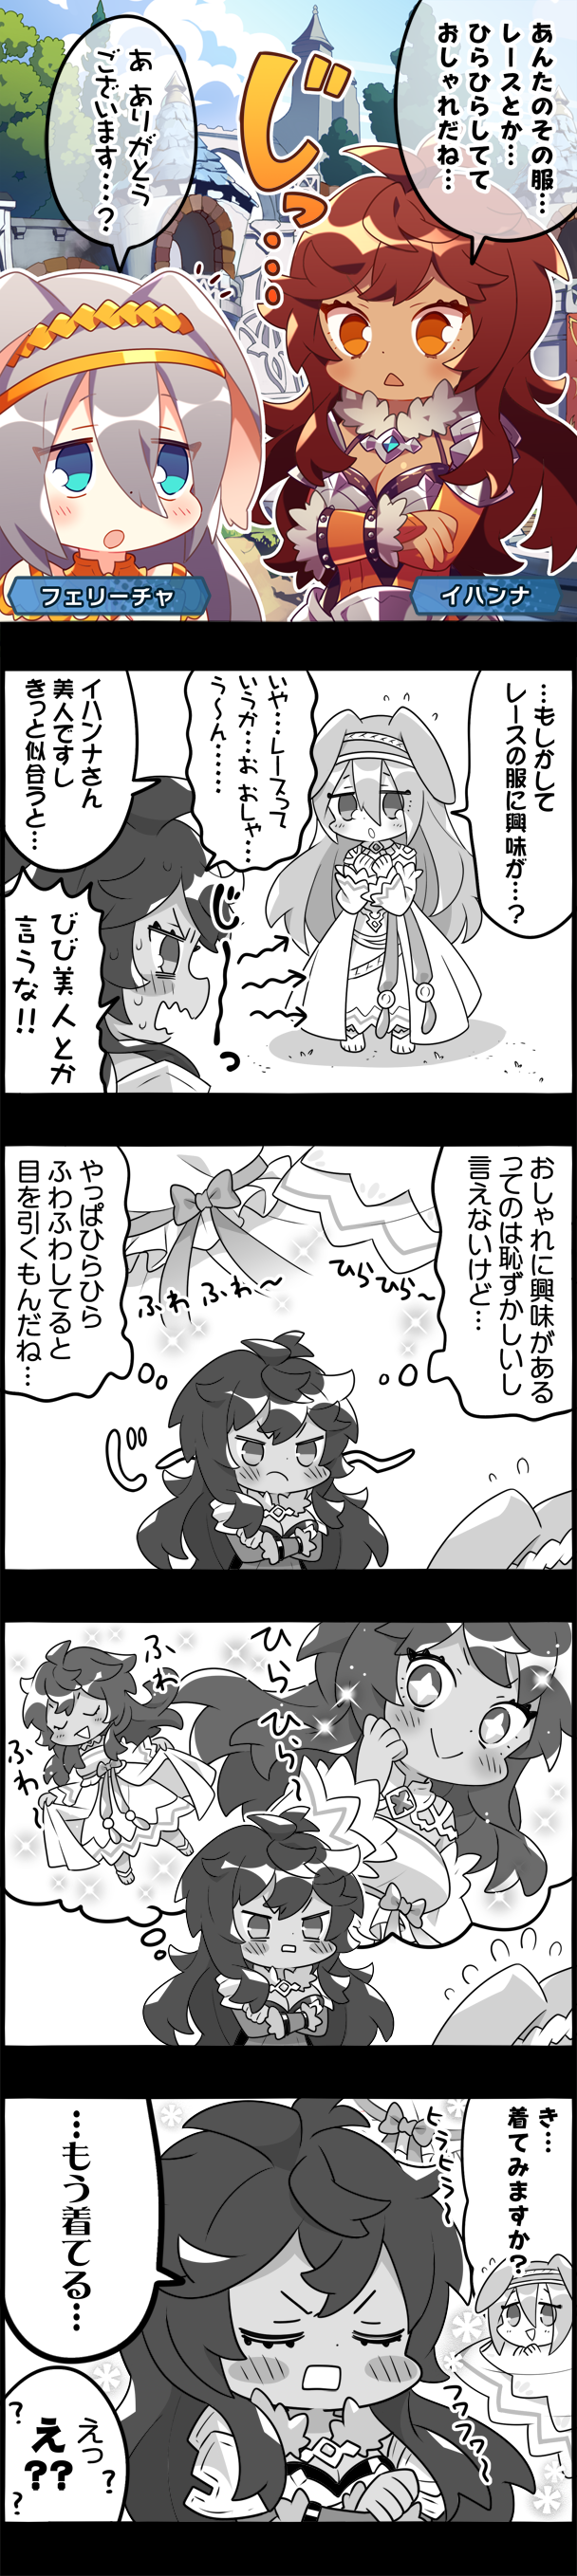 あんたのその服…
レースとか…
ひらひらしてて
おしゃれだね…
じっ…
あ ありがとう
ございます…?
フェリーチャ
イハンナ
…もしかして
レースの服に興味が…?
いや…レースって
いうか…お おしゃ…
う〜ん……
イハンナさん
美人ですし
きっと似合うと…
じーっ
びび美人とか
言うな!!
おしゃれに興味がある
ってのは恥ずかしいし
言えないけど…
ひらひら〜
ふわふわ〜
やっぱひらひら
ふわふわしてると
目を引くもんだね…
じ
ひら
ひら〜
ふわ
ふわ〜
き…
着てみますか?
ヒラヒラ〜
フワフワ〜
…もう着てる…
えっ
え??
?
?
?